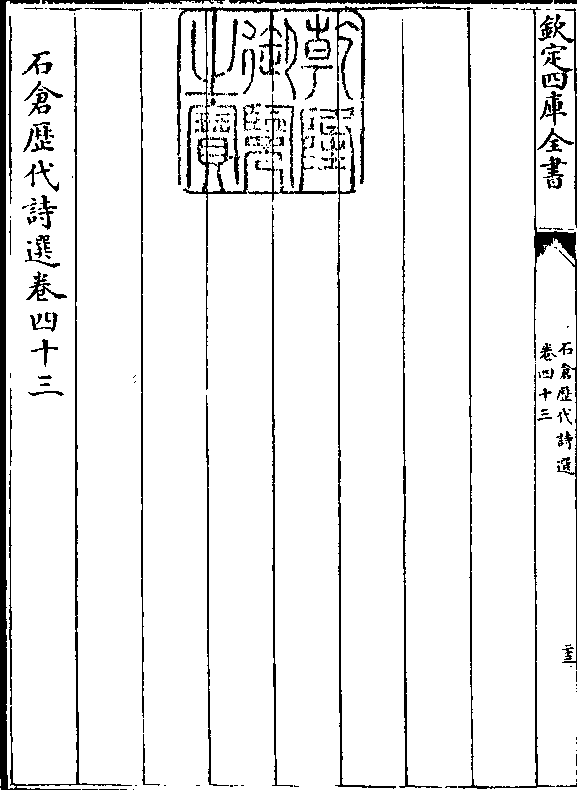 欽定四庫全書
石倉歷代詩選
卷四十三
乾隆
御覽
之寶
石倉歷代詩選卷四十三